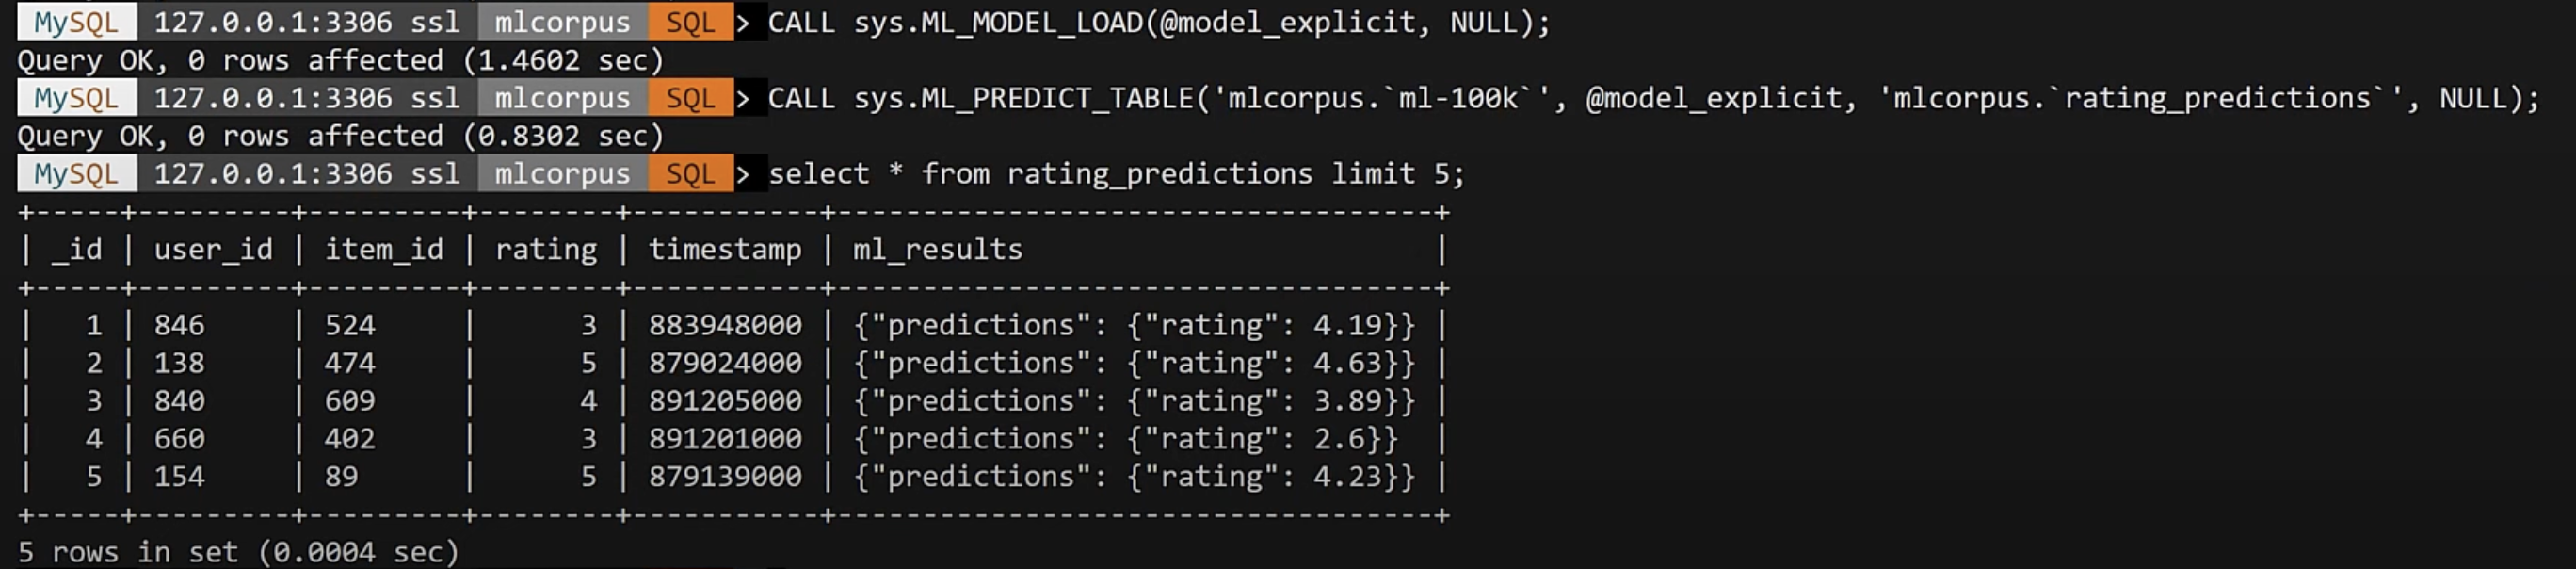 MySQL 127.0.0.1:3306 ssl mlcorpus SQL > CALL sys.ML_MODEL_LOAD(@model_explicit, NULL);
Query OK, 0 rows affected (1.4602 sec)
MySQL 127.0.0.1:3306 ssl mlcorpus SQL > CALL sys.ML_PREDICT_TABLE('mlcorpus.`ml-100k`', @model_explicit, 'mlcorpus.`rating_predictions`', NULL);
Query OK, 0 rows affected (0.8302 sec)
MySQL 127.0.0.1:3306 ssl mlcorpus SQL > select * from rating_predictions limit 5;
+-----+---------+---------+--------+-----------+-----------------------------------+
| _id | user_id | item_id | rating | timestamp | ml_results                        |
+-----+---------+---------+--------+-----------+-----------------------------------+
|   1 | 846     | 524     |      3 | 883948000 | {"predictions": {"rating": 4.19}} |
|   2 | 138     | 474     |      5 | 879024000 | {"predictions": {"rating": 4.63}} |
|   3 | 840     | 609     |      4 | 891205000 | {"predictions": {"rating": 3.89}} |
|   4 | 660     | 402     |      3 | 891201000 | {"predictions": {"rating": 2.6}}  |
|   5 | 154     | 89      |      5 | 879139000 | {"predictions": {"rating": 4.23}} |
+-----+---------+---------+--------+-----------+-----------------------------------+
5 rows in set (0.0004 sec)